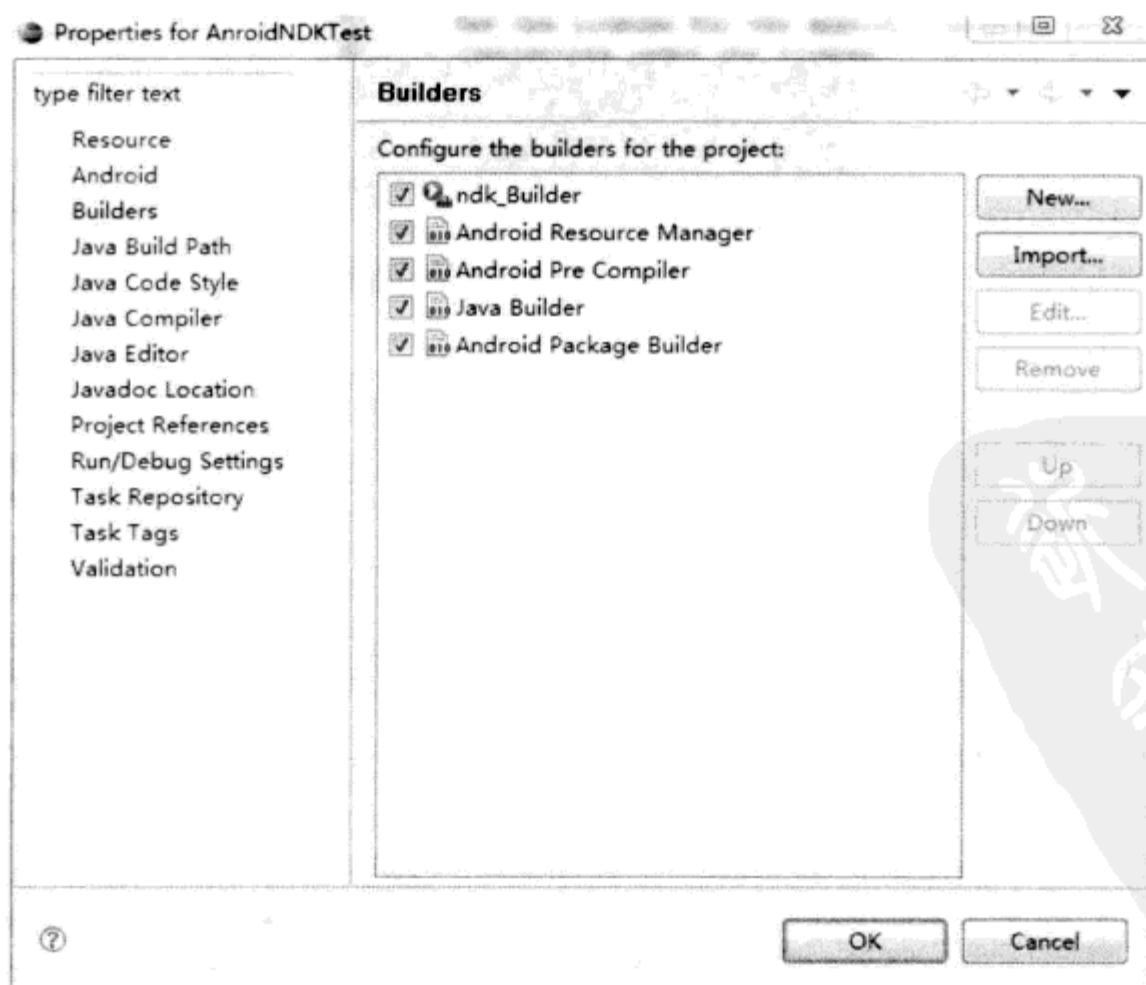 Properties for AnroidNDKTest
type filter text
Resource
Android
Builders
Java Build Path
Java Code Style
Java Compiler
Java Editor
Javadoc Location
Project References
Run/Debug Settings
Task Repository
Task Tags
Validation
Builders
Configure the builders for the project:
ndk_Builder
Android Resource Manager
Android Pre Compiler
Java Builder
Android Package Builder
New...
Import...
Edit...
Remove
Up
Down
OK
Cancel